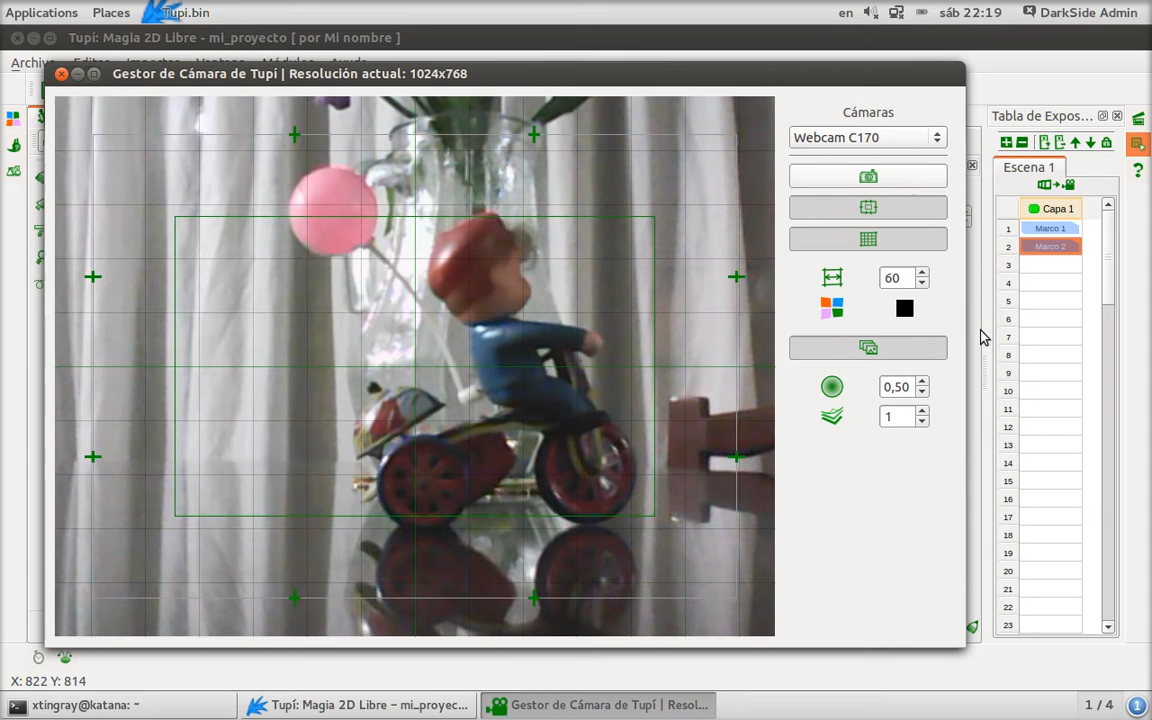 Applications Places Tupi.bin en sáb 22:19 DarkSide Admin
Tupí: Magia 2D Libre - mi_proyecto [ por Mi nombre ]
Gestor de Cámara de Tupí | Resolución actual: 1024x768
Cámaras
Webcam C170
60
0,50
1
Tabla de Expos...
Escena 1
Capa 1
1 Marco 1
2 Marco 2
3
4
5
6
7
8
9
10
11
12
13
14
15
16
17
18
19
20
21
22
23
X: 822 Y: 814
xtingray@katana: ~ Tupí: Magia 2D Libre – mi_proyec... Gestor de Cámara de Tupí | Resol... 1 / 4 1